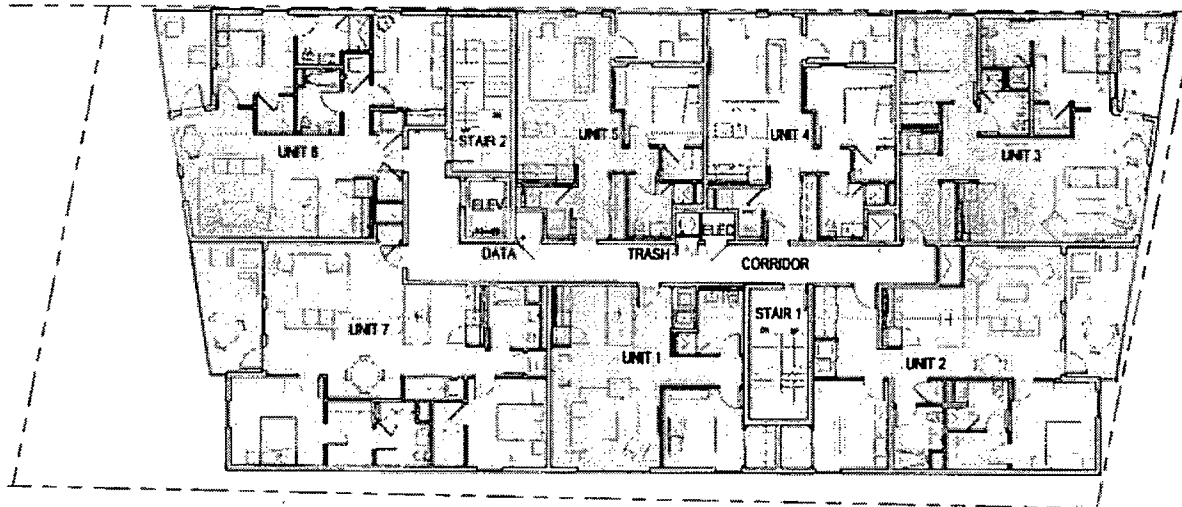 STAIR 2
UNIT 5
UNIT 4
UNIT 6
UNIT 3
ELEV
ELEC
DATA
TRASH
CORRIDOR
STAIR 1
UNIT 7
UNIT 1
UNIT 2